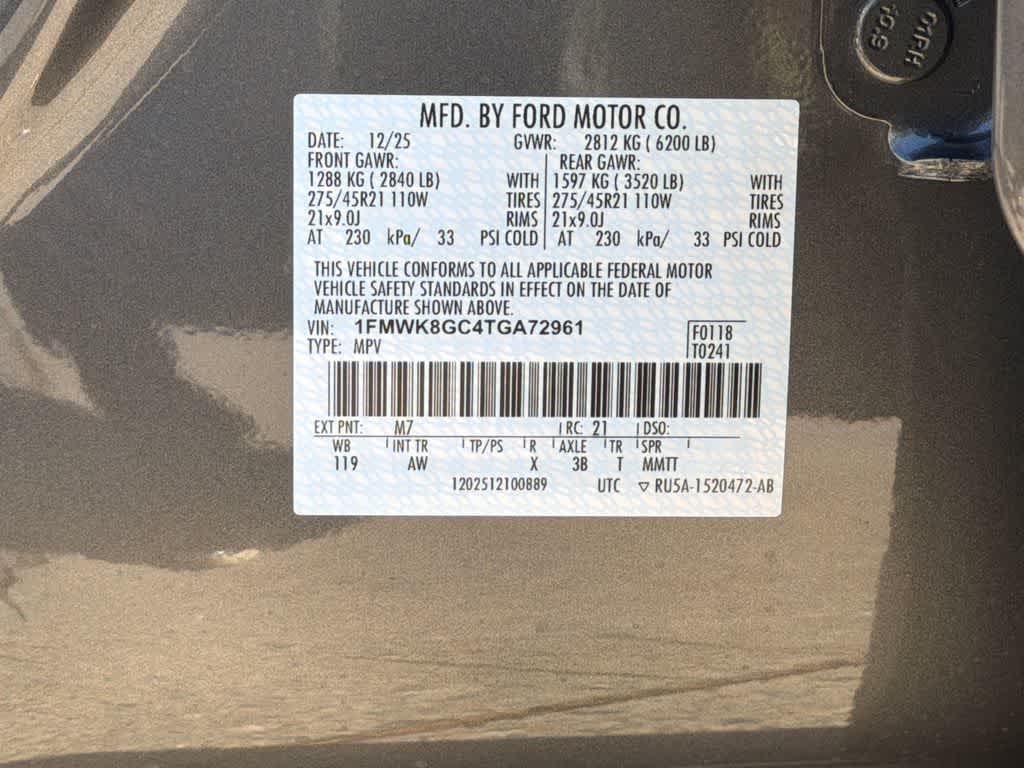 MFD. BY FORD MOTOR CO.
DATE: 12/25 GVWR: 2812 KG ( 6200 LB)
FRONT GAWR: REAR GAWR:
1288 KG ( 2840 LB) WITH 1597 KG ( 3520 LB) WITH
275/45R21 110W TIRES 275/45R21 110W TIRES
21x9.0J RIMS 21x9.0J RIMS
AT 230 kPa/ 33 PSI COLD AT 230 kPa/ 33 PSI COLD
THIS VEHICLE CONFORMS TO ALL APPLICABLE FEDERAL MOTOR
VEHICLE SAFETY STANDARDS IN EFFECT ON THE DATE OF
MANUFACTURE SHOWN ABOVE.
VIN: 1FMWK8GC4TGA72961 F0118
TYPE: MPV T0241
EXT PNT: M7 RC: 21 DSO:
WB INT TR TP/PS R AXLE TR SPR
119 AW X 3B T MMTT
1202512100889 UTC ▽ RU5A-1520472-AB